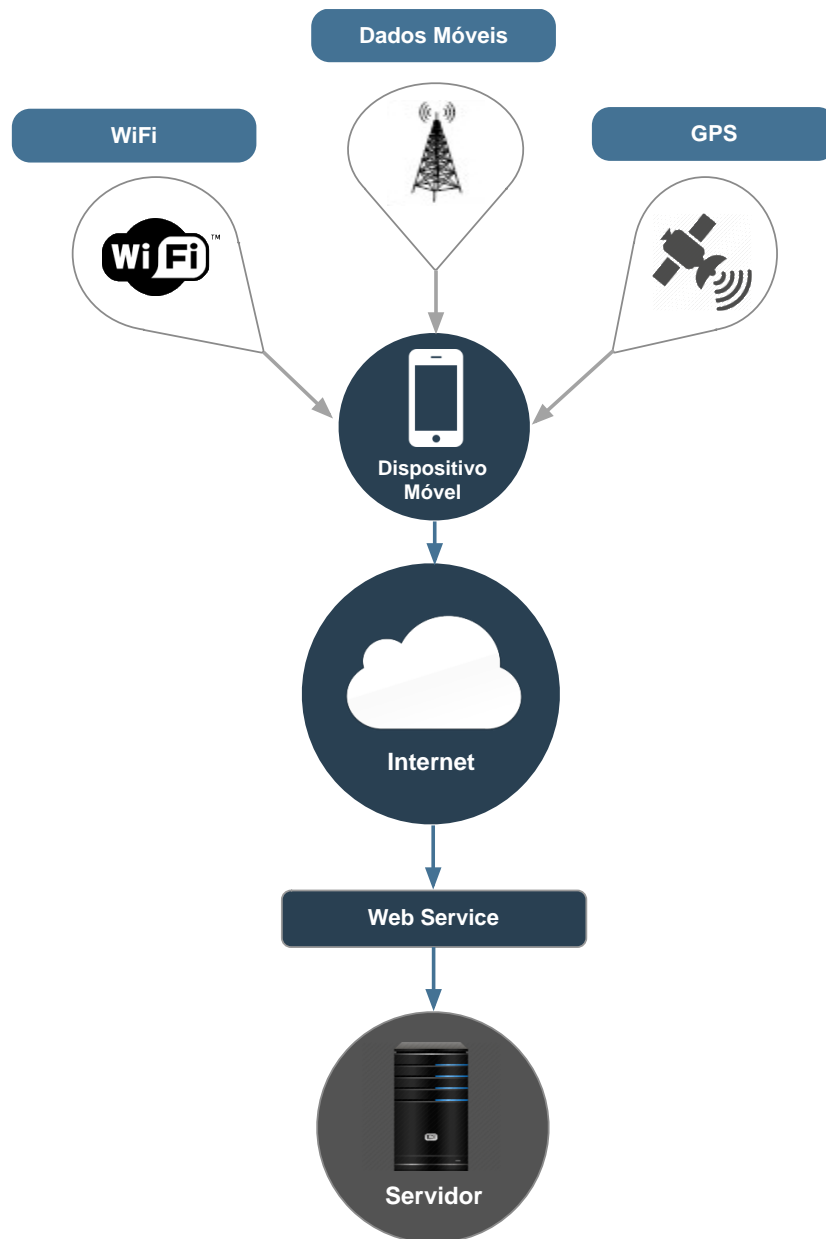 Dados Móveis
WiFi
GPS
Wi Fi ™
Dispositivo
Móvel
Internet
Web Service
Servidor